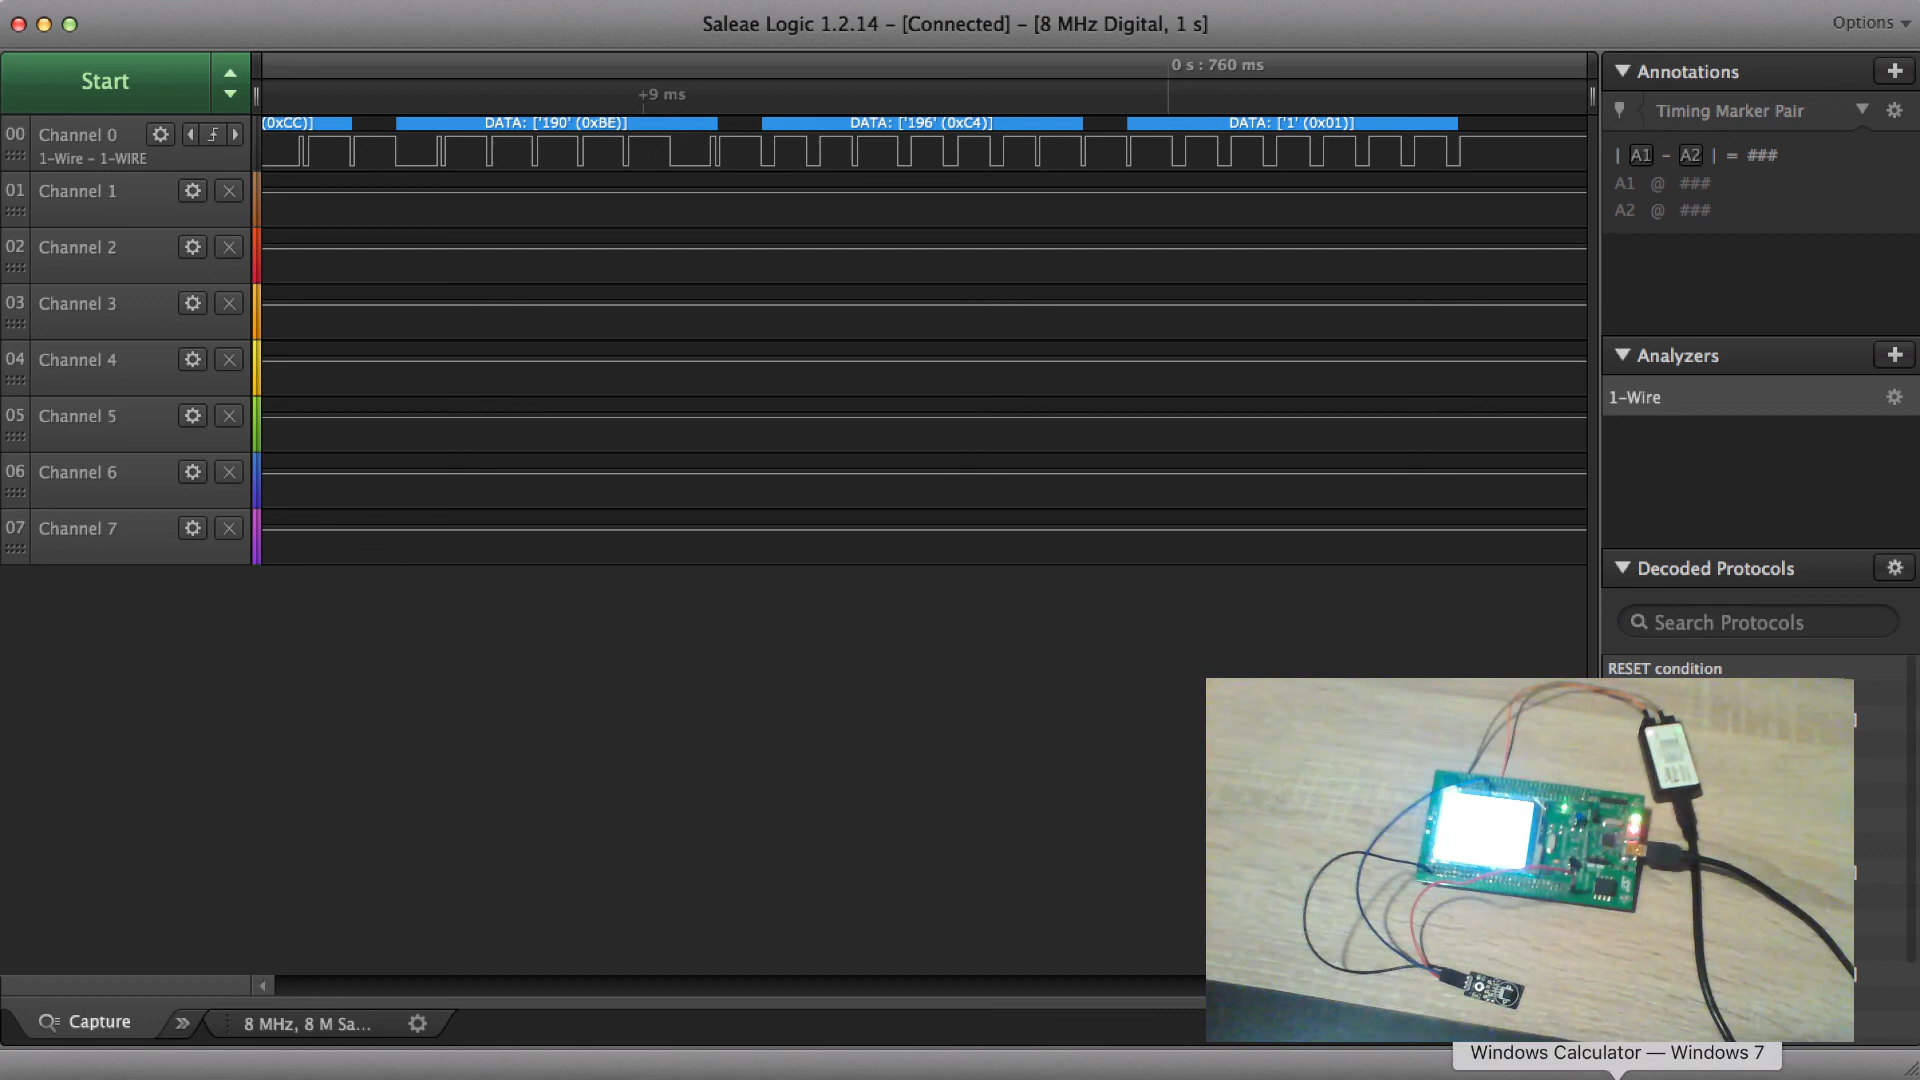 Saleae Logic 1.2.14 – [Connected] – [8 MHz Digital, 1 s]
Options
Start
0 s : 760 ms
+9 ms
Annotations
00 Channel 0
1-Wire – 1-WIRE
(0xCC)]
DATA: ['190' (0xBE)]
DATA: ['196' (0xC4)]
DATA: ['1' (0x01)]
Timing Marker Pair
| A1 – A2 | = ###
A1 @ ###
A2 @ ###
01 Channel 1
02 Channel 2
03 Channel 3
04 Channel 4
05 Channel 5
06 Channel 6
07 Channel 7
Analyzers
1-Wire
Decoded Protocols
Search Protocols
RESET condition
Capture
8 MHz, 8 M Sa...
Windows Calculator — Windows 7